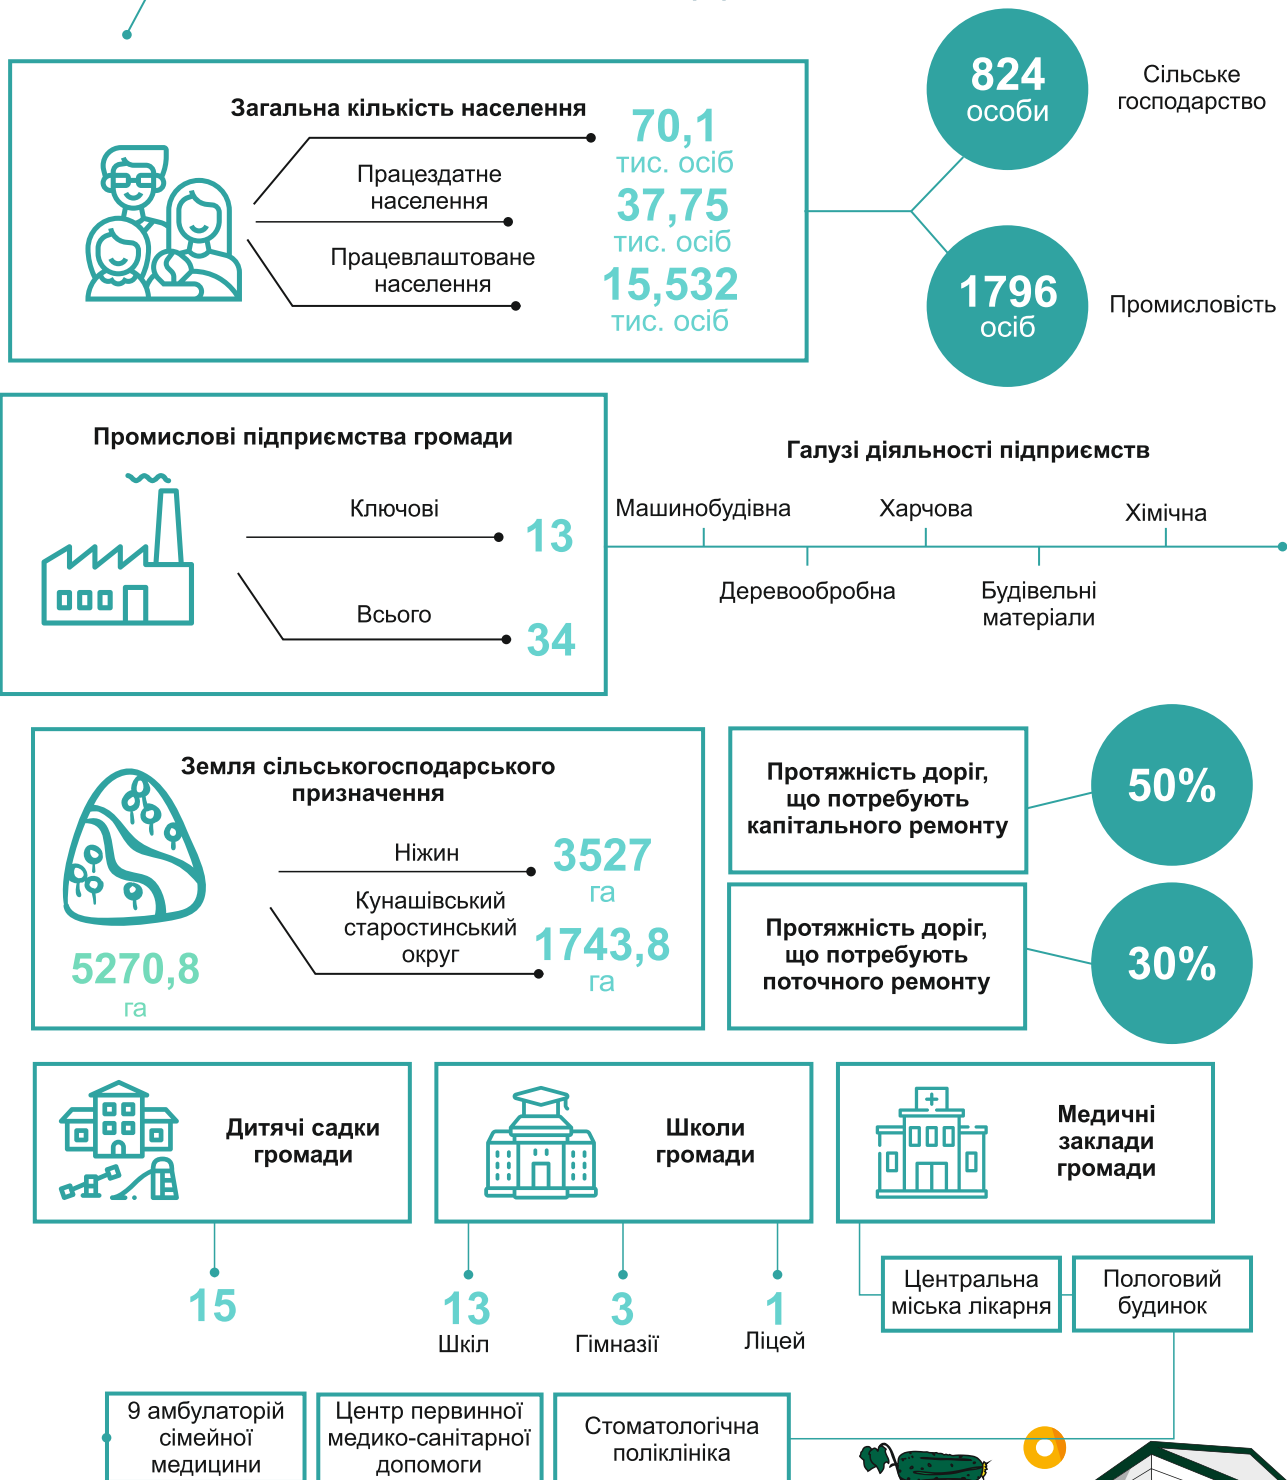 Загальна кількість населення
70,1
тис. осіб
Працездатне
населення
37,75
тис. осіб
Працевлаштоване
населення
15,532
тис. осіб
824
особи
Сільське
господарство
1796
осіб
Промисловість
Промислові підприємства громади
Ключові
13
Всього
34
Галузі діяльності підприємств
Машинобудівна
Харчова
Хімічна
Деревообробна
Будівельні
матеріали
Земля сільськогосподарського
призначення
Ніжин
3527
га
Кунашівський
старостинський
округ
1743,8
га
5270,8
га
Протяжність доріг,
що потребують
капітального ремонту
50%
Протяжність доріг,
що потребують
поточного ремонту
30%
Дитячі садки
громади
15
Школи
громади
13
Шкіл
3
Гімназії
1
Ліцей
Медичні
заклади
громади
Центральна
міська лікарня
Пологовий
будинок
9 амбулаторій
сімейної
медицини
Центр первинної
медико-санітарної
допомоги
Стоматологічна
поліклініка